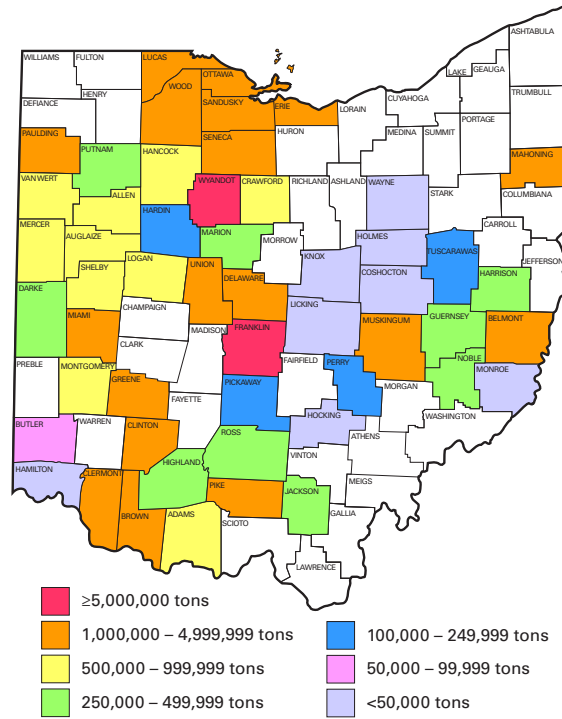 ASHTABULA
WILLIAMS
FULTON
LUCAS
OTTAWA
LAKE
GEAUGA
WOOD
HENRY
SANDUSKY
ERIE
LORAIN
CUYAHOGA
TRUMBULL
DEFIANCE
PORTAGE
PAULDING
SENECA
HURON
MEDINA
SUMMIT
PUTNAM
HANCOCK
MAHONING
VAN WERT
WYANDOT
CRAWFORD
RICHLAND
ASHLAND
WAYNE
STARK
ALLEN
COLUMBIANA
HARDIN
MERCER
CARROLL
AUGLAIZE
MARION
MORROW
HOLMES
TUSCARAWAS
LOGAN
KNOX
JEFFERSON
SHELBY
UNION
COSHOCTON
HARRISON
DELAWARE
DARKE
LICKING
CHAMPAIGN
GUERNSEY
MIAMI
MUSKINGUM
BELMONT
MADISON
FRANKLIN
CLARK
NOBLE
PREBLE
MONTGOMERY
FAIRFIELD
PERRY
MONROE
GREENE
PICKAWAY
MORGAN
FAYETTE
WASHINGTON
HOCKING
BUTLER
WARREN
CLINTON
ROSS
ATHENS
VINTON
HIGHLAND
HAMILTON
CLERMONT
MEIGS
PIKE
JACKSON
BROWN
ADAMS
SCIOTO
GALLIA
LAWRENCE
≥5,000,000 tons
1,000,000 – 4,999,999 tons
500,000 – 999,999 tons
250,000 – 499,999 tons
100,000 – 249,999 tons
50,000 – 99,999 tons
<50,000 tons